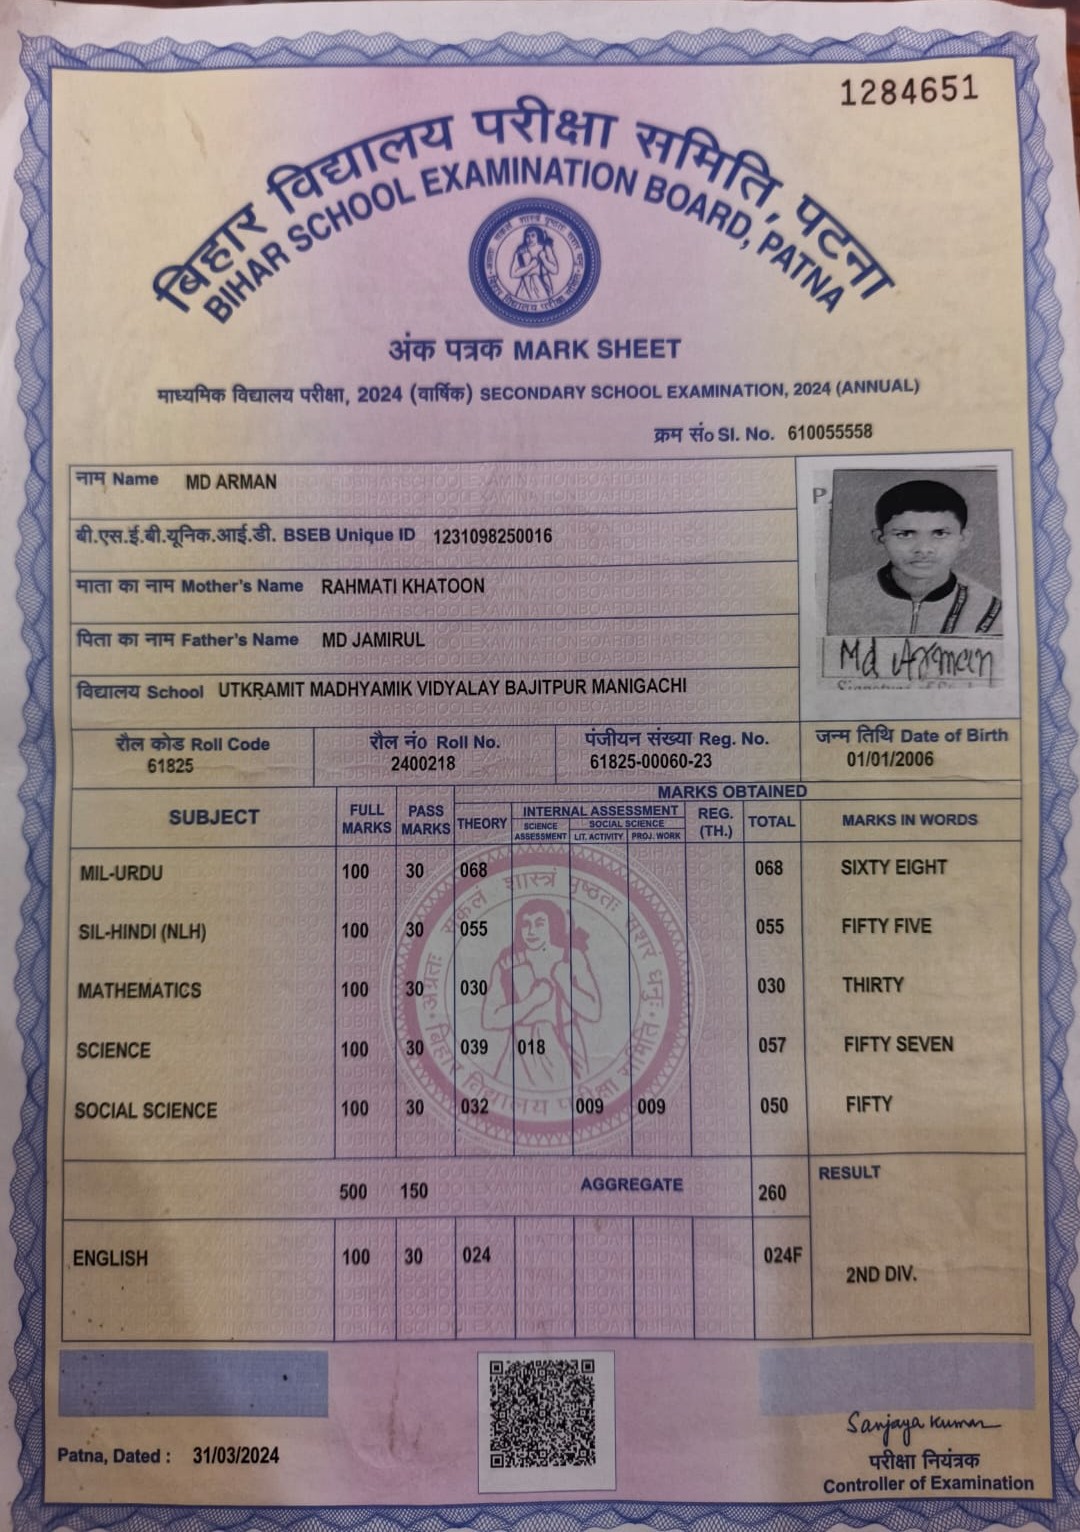 1284651
बिहार विद्यालय परीक्षा समिति, पटना
BIHAR SCHOOL EXAMINATION BOARD, PATNA
अंक पत्रक MARK SHEET
माध्यमिक विद्यालय परीक्षा, 2024 (वार्षिक) SECONDARY SCHOOL EXAMINATION, 2024 (ANNUAL)
क्रम सं० Sl. No. 610055558
नाम Name MD ARMAN
बी.एस.ई.बी.यूनिक.आई.डी. BSEB Unique ID 1231098250016
माता का नाम Mother's Name RAHMATI KHATOON
पिता का नाम Father's Name MD JAMIRUL
Md Arman
विद्यालय School UTKRAMIT MADHYAMIK VIDYALAY BAJITPUR MANIGACHI
रौल कोड Roll Code रौल नं० Roll No. पंजीयन संख्या Reg. No. जन्म तिथि Date of Birth
61825 2400218 61825-00060-23 01/01/2006
MARKS OBTAINED
SUBJECT FULL MARKS PASS MARKS THEORY INTERNAL ASSESSMENT REG. (TH.) TOTAL MARKS IN WORDS
SCIENCE ASSESSMENT SOCIAL SCIENCE
LIT. ACTIVITY PROJ. WORK
MIL-URDU 100 30 068 068 SIXTY EIGHT
SIL-HINDI (NLH) 100 30 055 055 FIFTY FIVE
MATHEMATICS 100 30 030 030 THIRTY
SCIENCE 100 30 039 018 057 FIFTY SEVEN
SOCIAL SCIENCE 100 30 032 009 009 050 FIFTY
500 150 AGGREGATE 260 RESULT
ENGLISH 100 30 024 024F
2ND DIV.
Sanjaya Kumar
Patna, Dated : 31/03/2024
परीक्षा नियंत्रक
Controller of Examination